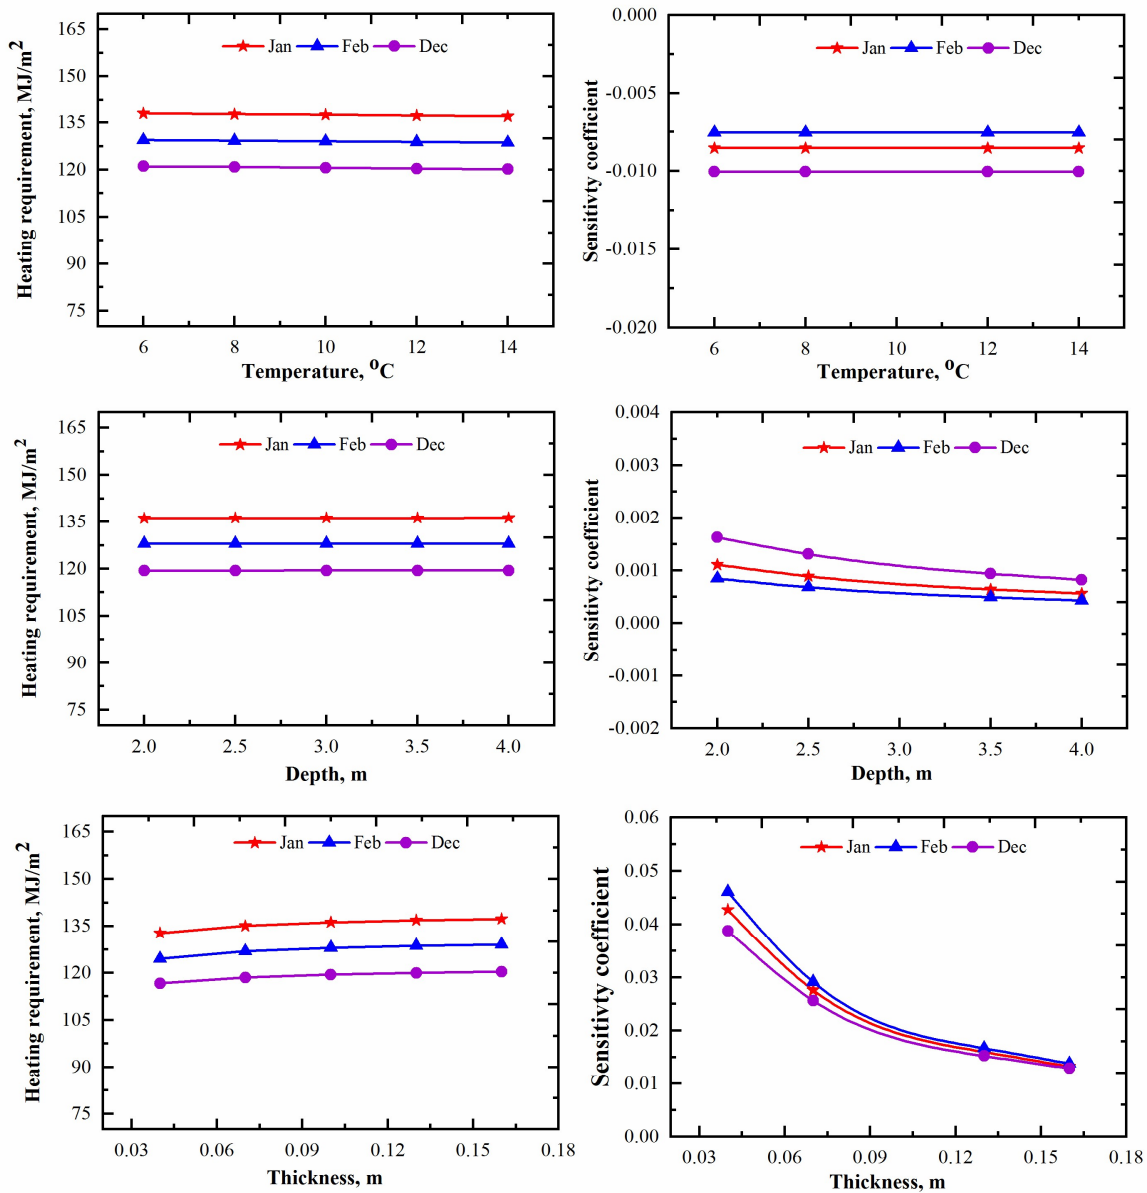 Heating requirement, MJ/m²
165
150
135
120
105
90
75
Jan Feb Dec
6 8 10 12 14
Temperature, °C
Sensitivty coefficient
0.000
-0.005
-0.010
-0.015
-0.020
Jan Feb Dec
6 8 10 12 14
Temperature, °C
Heating requirement, MJ/m²
165
150
135
120
105
90
75
Jan Feb Dec
2.0 2.5 3.0 3.5 4.0
Depth, m
Sensitivty coefficient
0.004
0.003
0.002
0.001
0.000
-0.001
-0.002
Jan Feb Dec
2.0 2.5 3.0 3.5 4.0
Depth, m
Heating requirement, MJ/m²
165
150
135
120
105
90
75
Jan Feb Dec
0.03 0.06 0.09 0.12 0.15 0.18
Thickness, m
Sensitivty coefficient
0.06
0.05
0.04
0.03
0.02
0.01
0.00
Jan Feb Dec
0.03 0.06 0.09 0.12 0.15 0.18
Thickness, m